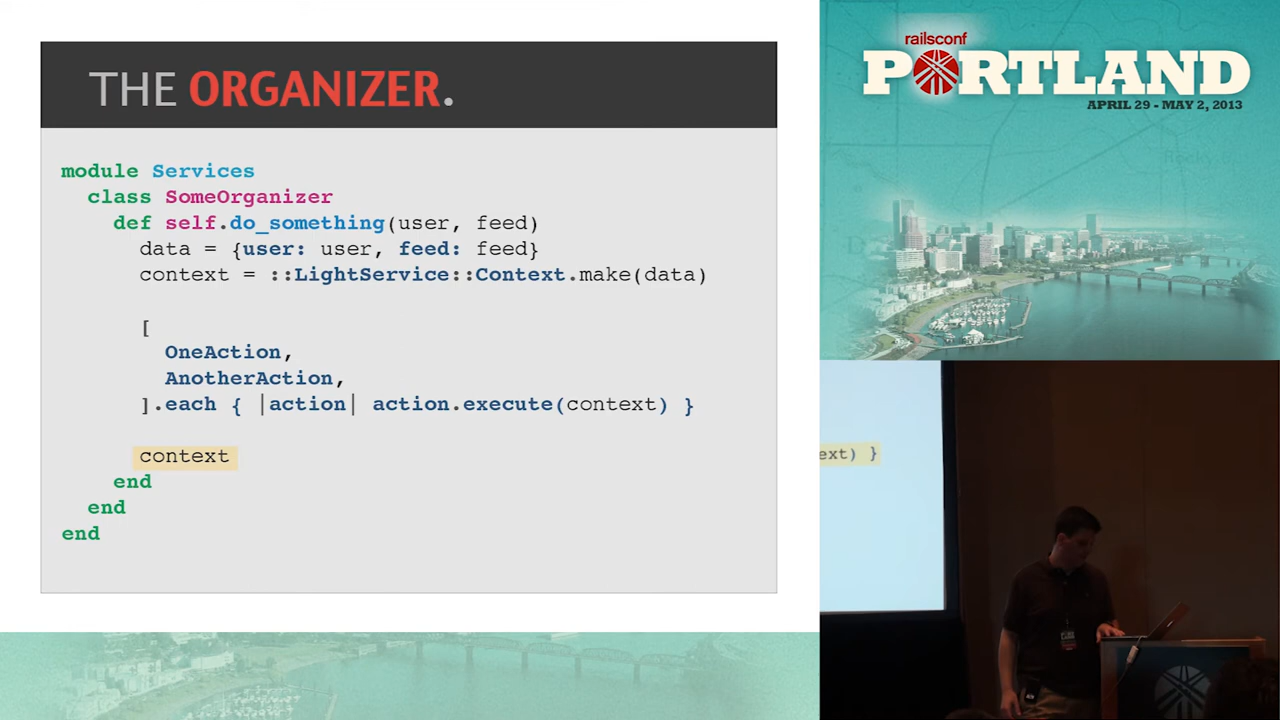 THE ORGANIZER.
module Services
class SomeOrganizer
def self.do_something(user, feed)
data = {user: user, feed: feed}
context = ::LightService::Context.make(data)
[
OneAction,
AnotherAction,
].each { |action| action.execute(context) }
context
end
end
end
railsconf
PORTLAND
APRIL 29 - MAY 2, 2013
ext) }